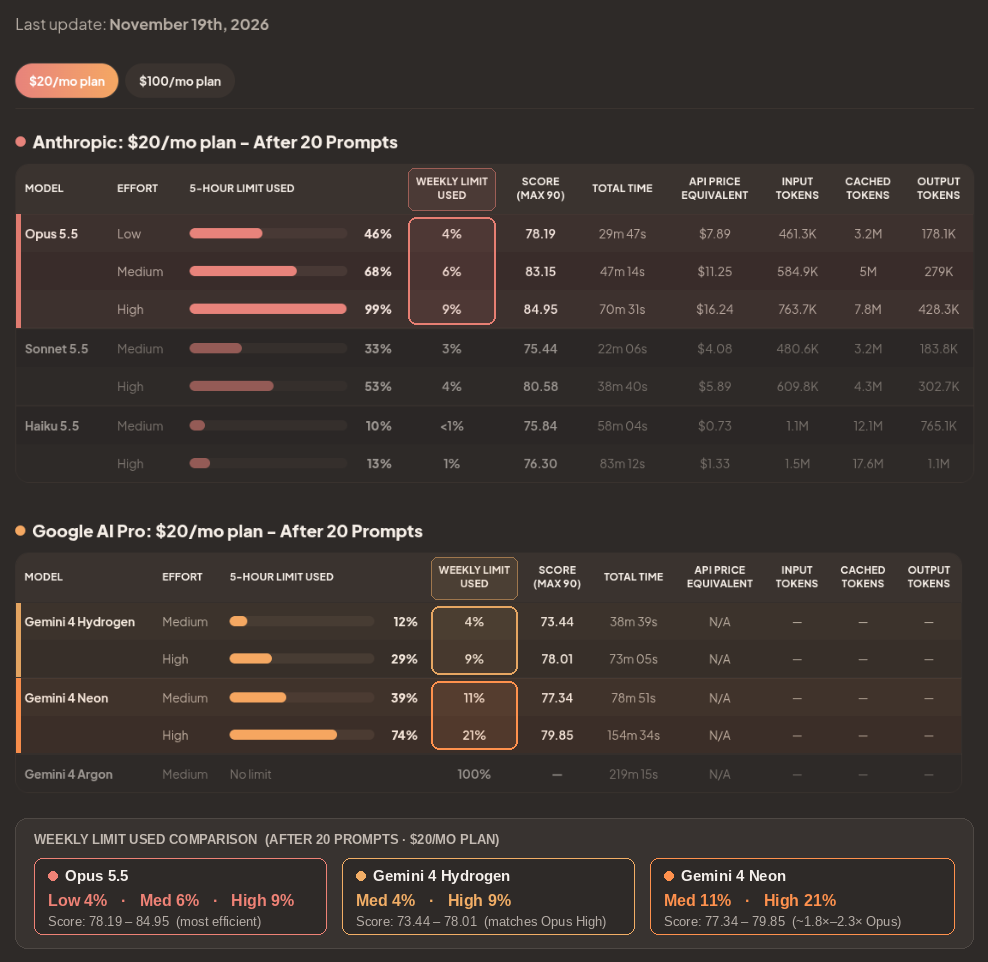 Last update: November 19th, 2026
$20/mo plan $100/mo plan
Anthropic: $20/mo plan – After 20 Prompts
MODEL EFFORT 5-HOUR LIMIT USED WEEKLY LIMIT USED SCORE (MAX 90) TOTAL TIME API PRICE EQUIVALENT INPUT TOKENS CACHED TOKENS OUTPUT TOKENS
Opus 5.5 Low 46% 4% 78.19 29m 47s $7.89 461.3K 3.2M 178.1K
Medium 68% 6% 83.15 47m 14s $11.25 584.9K 5M 279K
High 99% 9% 84.95 70m 31s $16.24 763.7K 7.8M 428.3K
Sonnet 5.5 Medium 33% 3% 75.44 22m 06s $4.08 480.6K 3.2M 183.8K
High 53% 4% 80.58 38m 40s $5.89 609.8K 4.3M 302.7K
Haiku 5.5 Medium 10% <1% 75.84 58m 04s $0.73 1.1M 12.1M 765.1K
High 13% 1% 76.30 83m 12s $1.33 1.5M 17.6M 1.1M
Google AI Pro: $20/mo plan – After 20 Prompts
MODEL EFFORT 5-HOUR LIMIT USED WEEKLY LIMIT USED SCORE (MAX 90) TOTAL TIME API PRICE EQUIVALENT INPUT TOKENS CACHED TOKENS OUTPUT TOKENS
Gemini 4 Hydrogen Medium 12% 4% 73.44 38m 39s N/A — — —
High 29% 9% 78.01 73m 05s N/A — — —
Gemini 4 Neon Medium 39% 11% 77.34 78m 51s N/A — — —
High 74% 21% 79.85 154m 34s N/A — — —
Gemini 4 Argon Medium No limit 100% — 219m 15s N/A — — —
WEEKLY LIMIT USED COMPARISON (AFTER 20 PROMPTS · $20/MO PLAN)
Opus 5.5
Low 4% · Med 6% · High 9%
Score: 78.19 – 84.95 (most efficient)
Gemini 4 Hydrogen
Med 4% · High 9%
Score: 73.44 – 78.01 (matches Opus High)
Gemini 4 Neon
Med 11% · High 21%
Score: 77.34 – 79.85 (~1.8×–2.3× Opus)